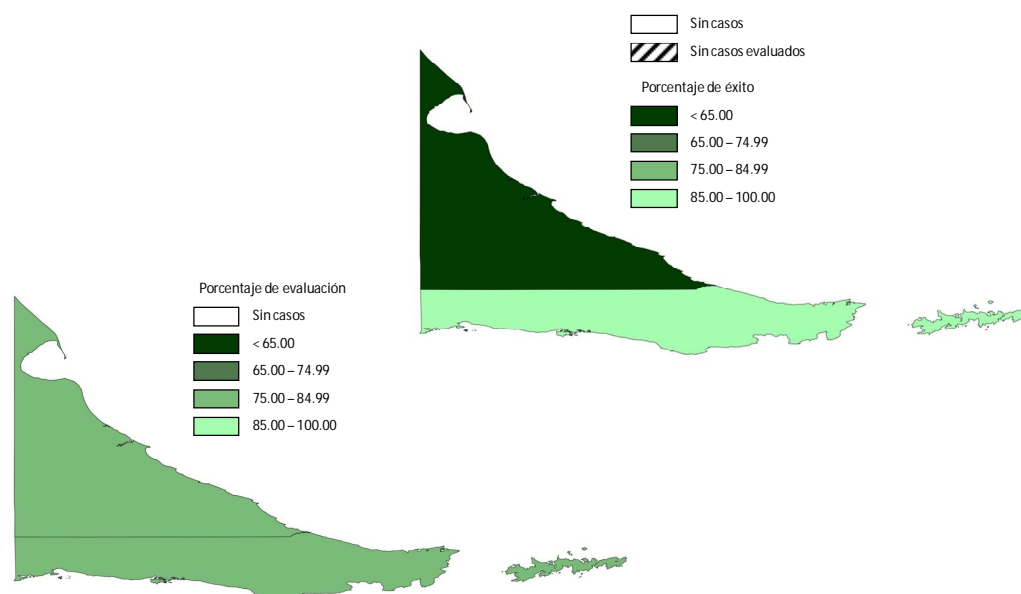 Sin casos
Sin casos evaluados
Porcentaje de éxito
< 65.00
65.00 – 74.99
75.00 – 84.99
85.00 – 100.00
Porcentaje de evaluación
Sin casos
< 65.00
65.00 – 74.99
75.00 – 84.99
85.00 – 100.00